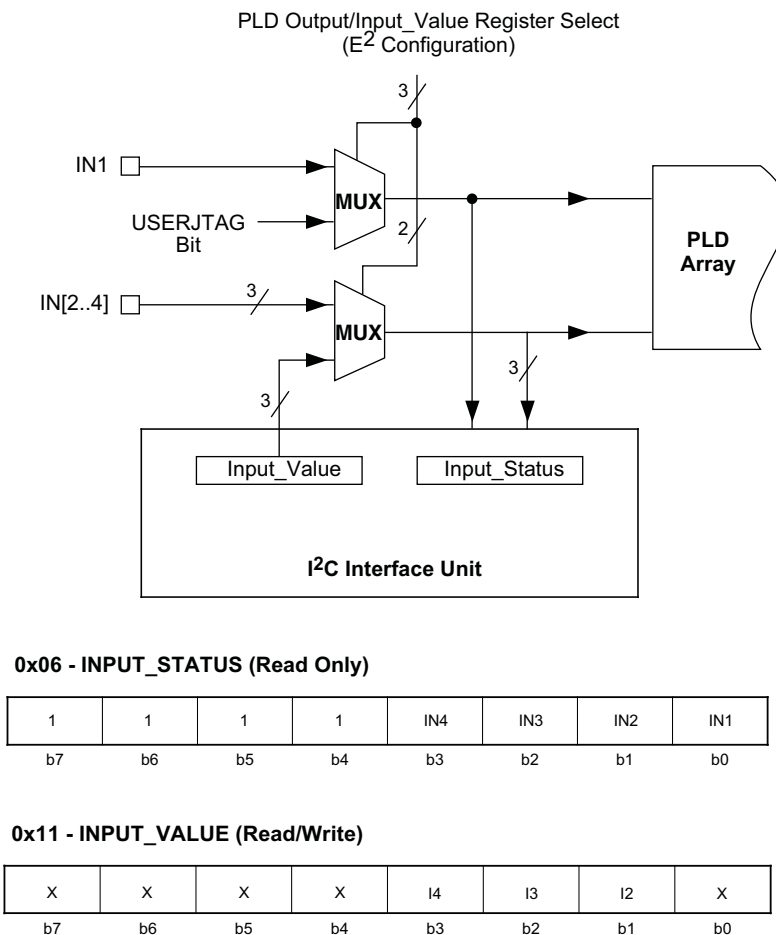 PLD Output/Input_Value Register Select
(E2 Configuration)
3
IN1
MUX
USERJTAG
Bit
2
PLD
Array
IN[2..4]
3
MUX
3
3
Input_Value
Input_Status
I2C Interface Unit
0x06 - INPUT_STATUS (Read Only)
1 1 1 1 IN4 IN3 IN2 IN1
b7 b6 b5 b4 b3 b2 b1 b0
0x11 - INPUT_VALUE (Read/Write)
X X X X I4 I3 I2 X
b7 b6 b5 b4 b3 b2 b1 b0